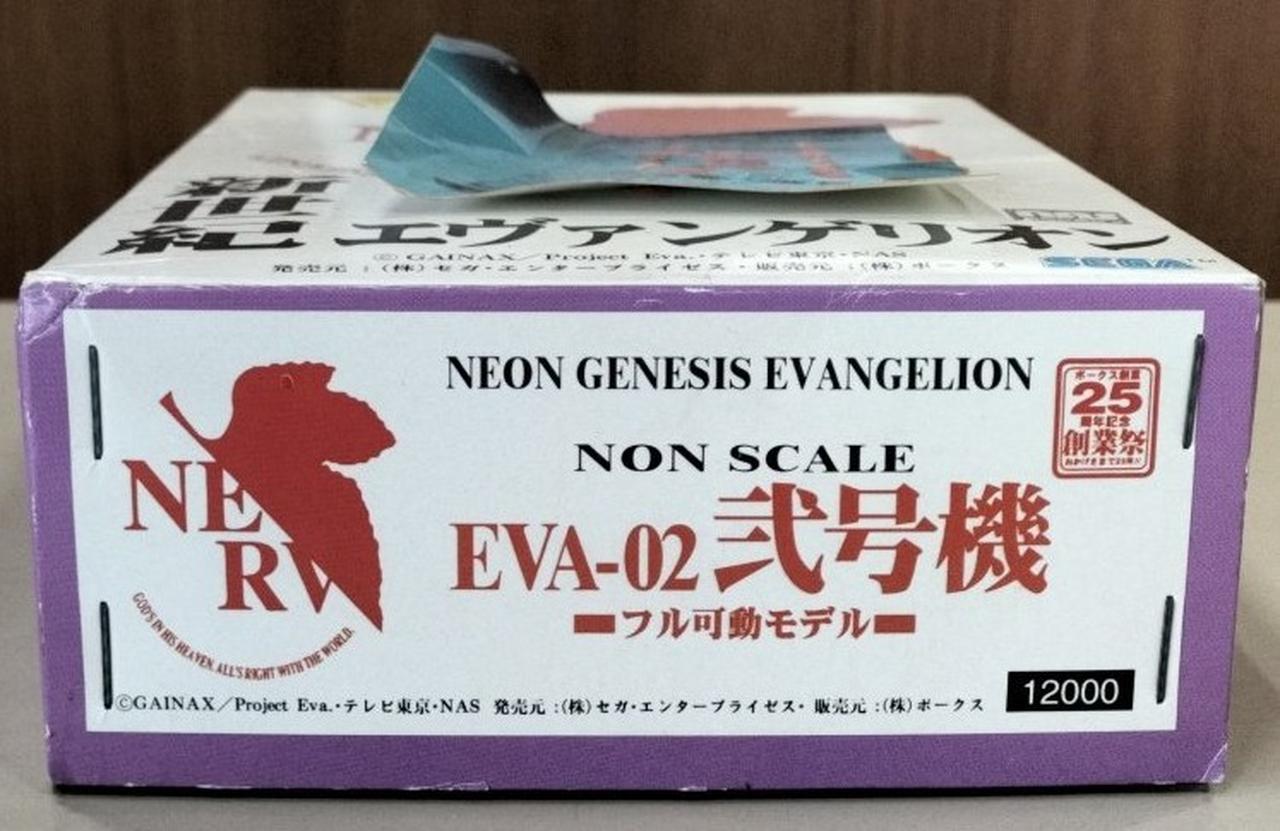 新世紀
エヴァンゲリオン
©GAINAX／Project Eva.・テレビ東京・NAS
発売元：(株)セガ・エンタープライゼス・販売元：(株)ボークス
SEGA
NERV
GOD'S IN HIS HEAVEN. ALL'S RIGHT WITH THE WORLD.
NEON GENESIS EVANGELION
ボークス創業
25
周年記念
創業祭
NON SCALE
EVA-02 弐号機
フル可動モデル
©GAINAX／Project Eva.・テレビ東京・NAS 発売元：(株)セガ・エンタープライゼス・販売元：(株)ボークス
12000